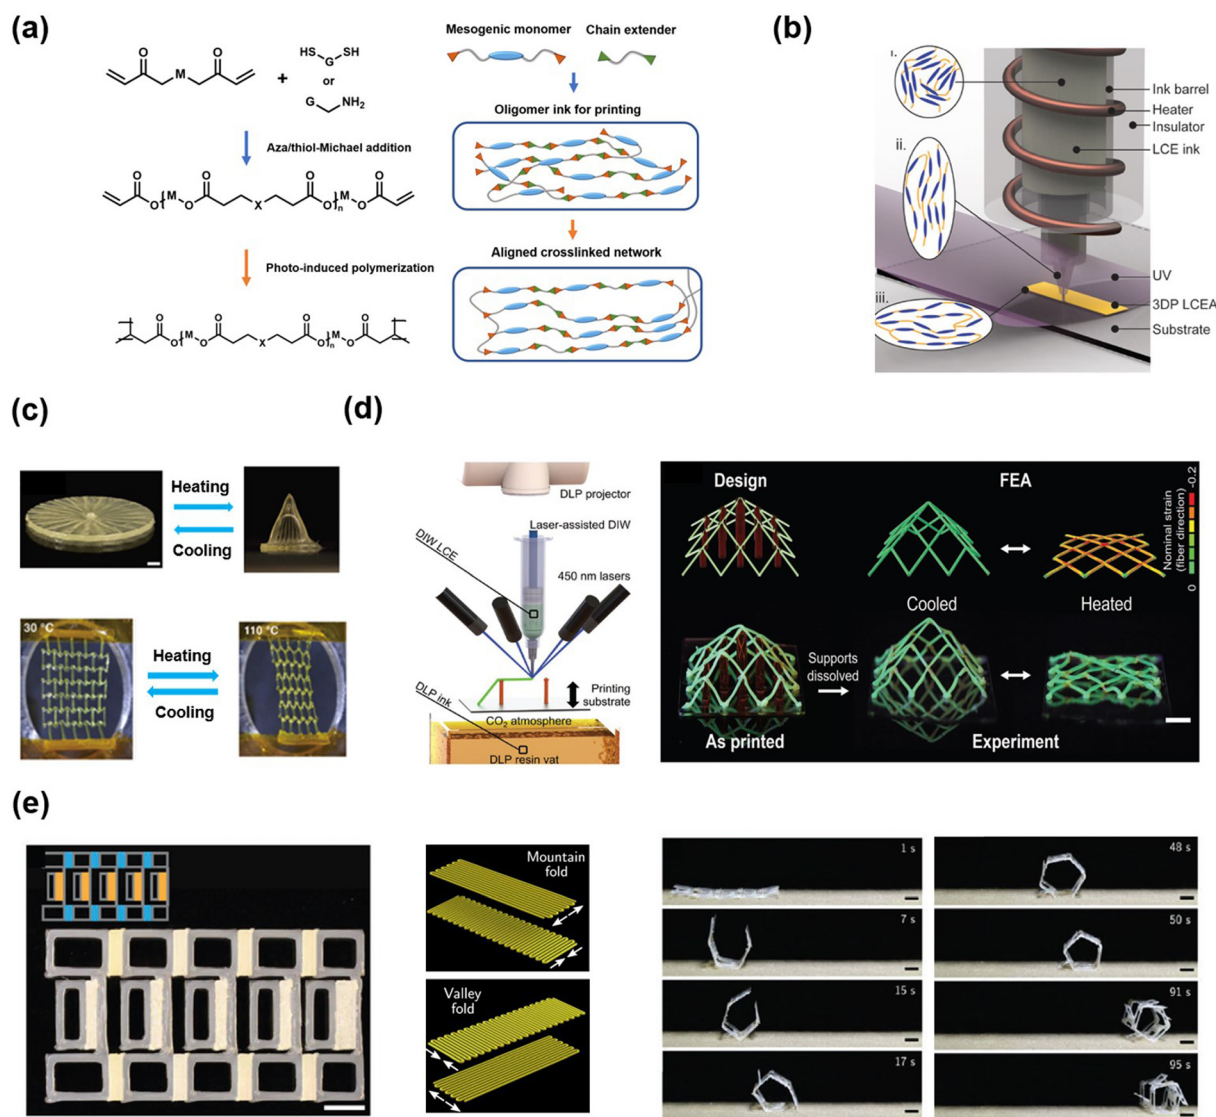 (a)
O
O
M
+
HS SH
G
or
G NH₂
Aza/thiol-Michael addition
O
O
O
O
O M O X O n M O
Photo-induced polymerization
O
O
O
O
O M O X O n M O
Mesogenic monomer
Chain extender
Oligomer ink for printing
Aligned crosslinked network
(b)
i.
ii.
iii.
Ink barrel
Heater
Insulator
LCE ink
UV
3DP LCEA
Substrate
(c)
Heating
Cooling
30 °C
Heating
Cooling
110 °C
(d)
DLP projector
Laser-assisted DIW
DIW LCE
450 nm lasers
DLP ink
Printing
substrate
CO₂ atmosphere
DLP resin vat
Design
FEA
Cooled
Heated
-0.2
Nominal strain
(fiber direction)
0
Supports
dissolved
As printed
Experiment
(e)
Mountain
fold
Valley
fold
1 s
7 s
15 s
17 s
48 s
50 s
91 s
95 s